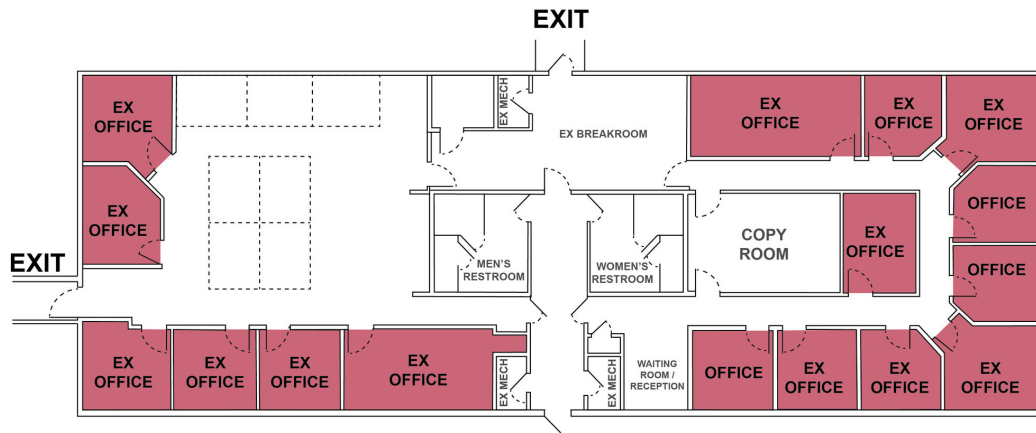 EXIT
EX
OFFICE
EX MECH
EX BREAKROOM
EX
OFFICE
EX
OFFICE
EX
OFFICE
EX
OFFICE
OFFICE
EXIT
MEN'S
RESTROOM
WOMEN'S
RESTROOM
COPY
ROOM
EX
OFFICE
OFFICE
EX
OFFICE
EX
OFFICE
EX
OFFICE
EX
OFFICE
EX MECH
EX MECH
WAITING
ROOM /
RECEPTION
OFFICE
EX
OFFICE
EX
OFFICE
EX
OFFICE